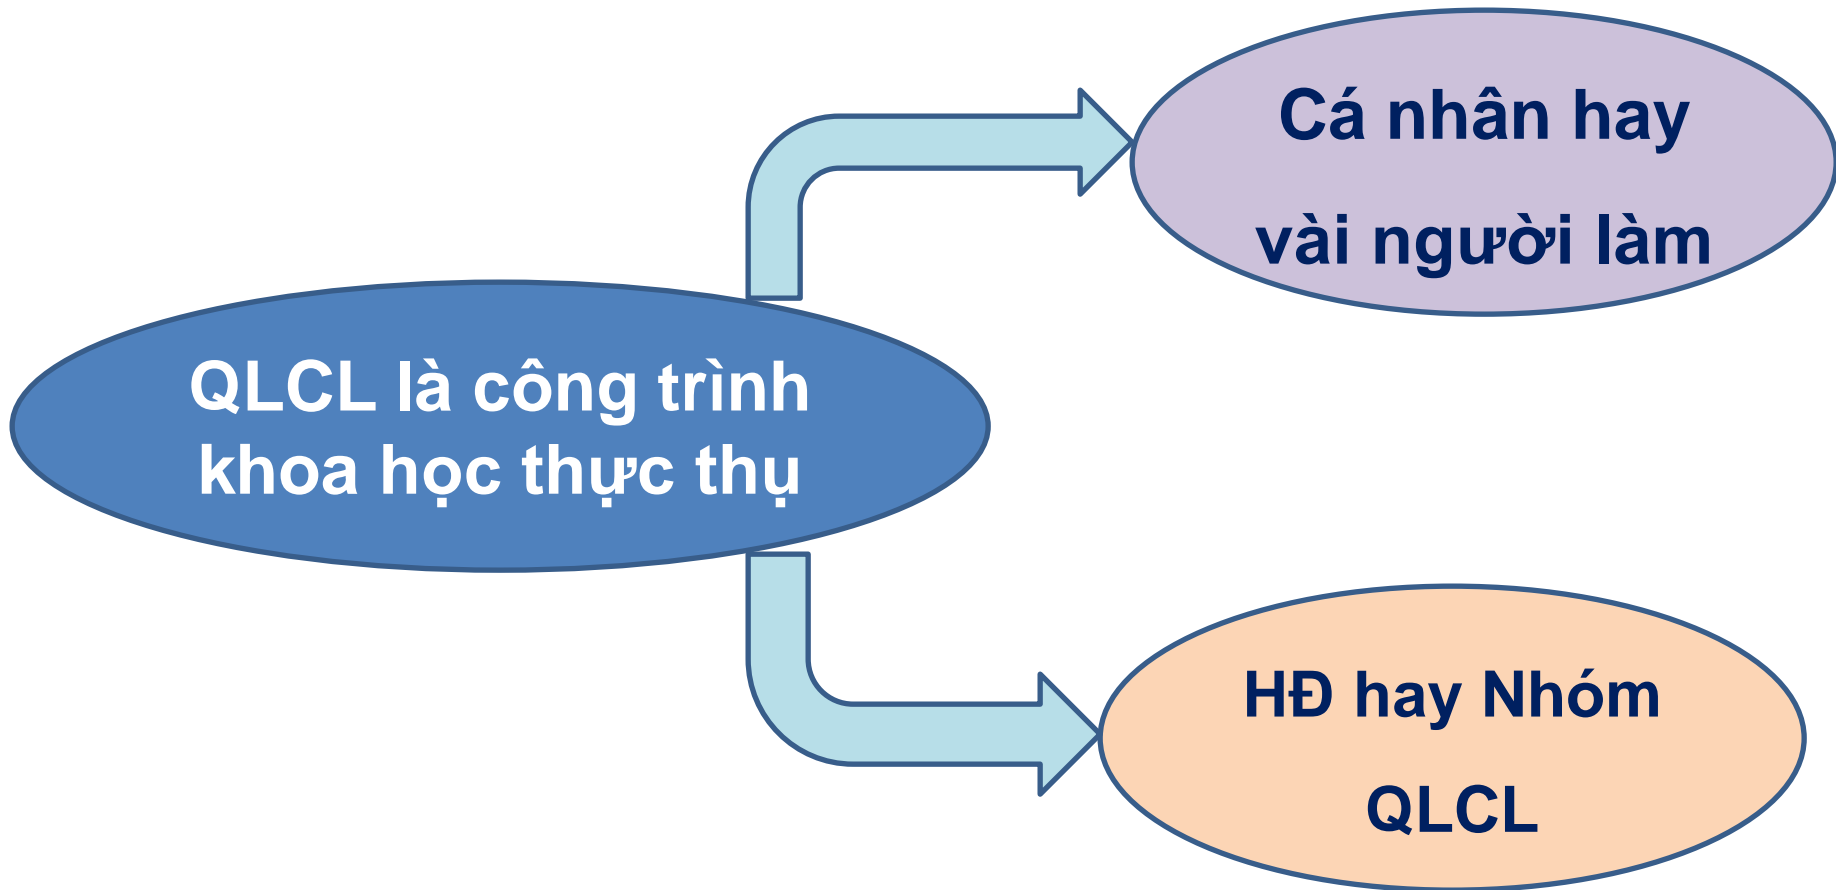 Cá nhân hay
vài người làm
QLCL là công trình
khoa học thực thụ
HĐ hay Nhóm
QLCL